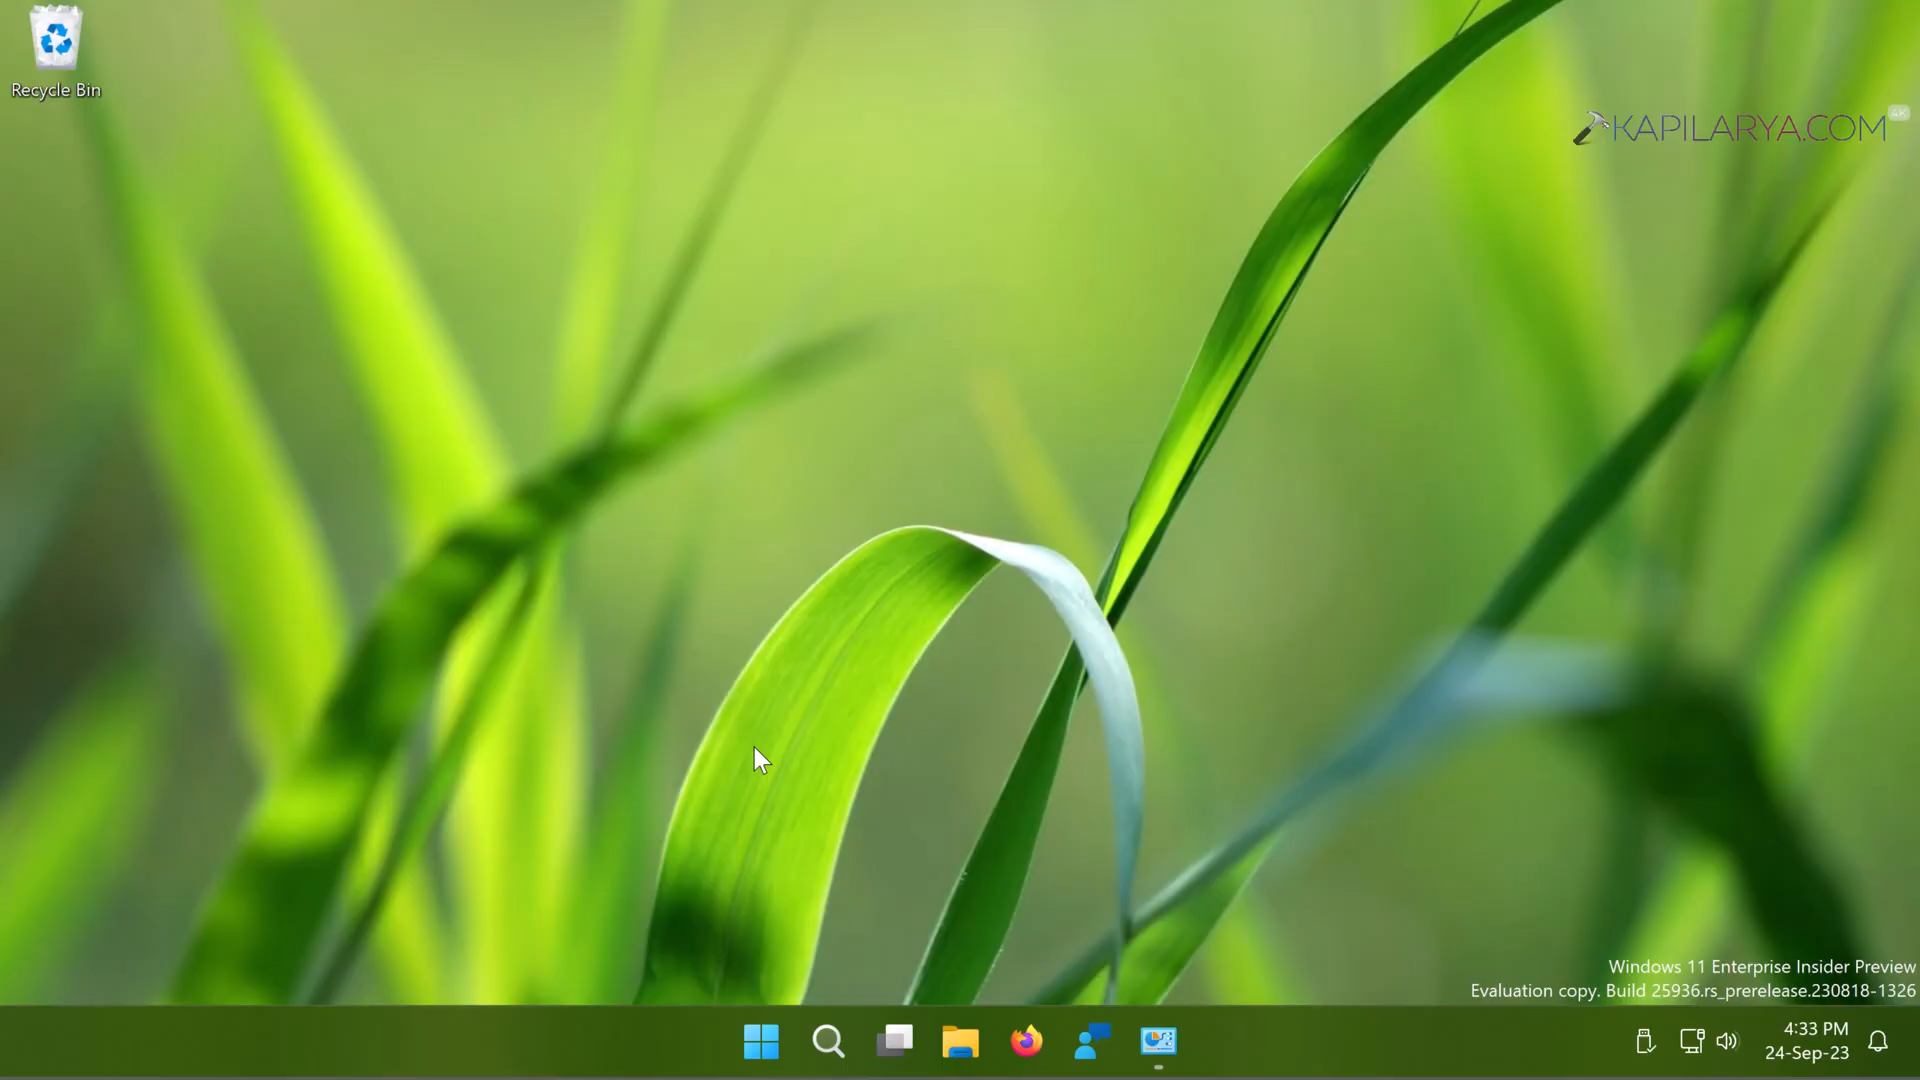 Recycle Bin
KAPILARYA.COM
4K
Windows 11 Enterprise Insider Preview
Evaluation copy. Build 25936.rs_prerelease.230818-1326
4:33 PM
24-Sep-23